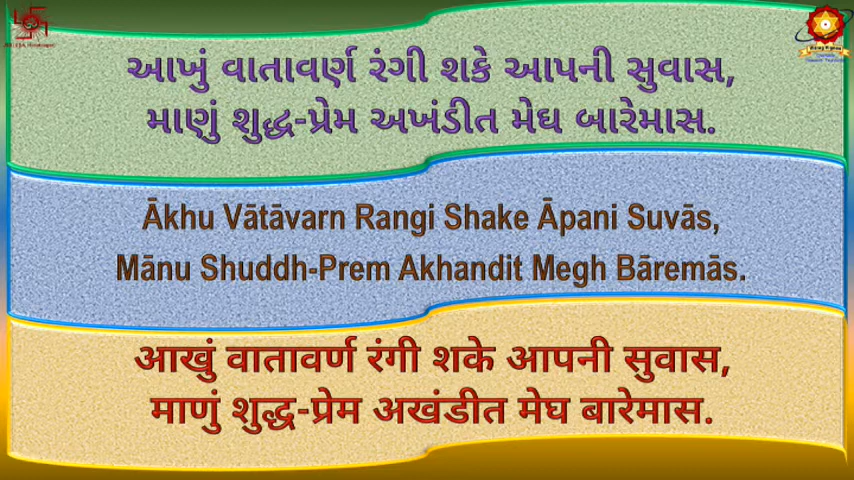 આખું વાતાવર્ણ રંગી શકે આપની સુવાસ,
માણું શુદ્ધ-પ્રેમ અખંડીત મેઘ બારેમાસ.
Ākhu Vātāvarn Rangi Shake Āpani Suvās,
Mānu Shuddh-Prem Akhandit Megh Bāremās.
आखुं वातावर्ण रंगी शके आपनी सुवास,
माणुं शुद्ध-प्रेम अखंडीत मेघ बारेमास.